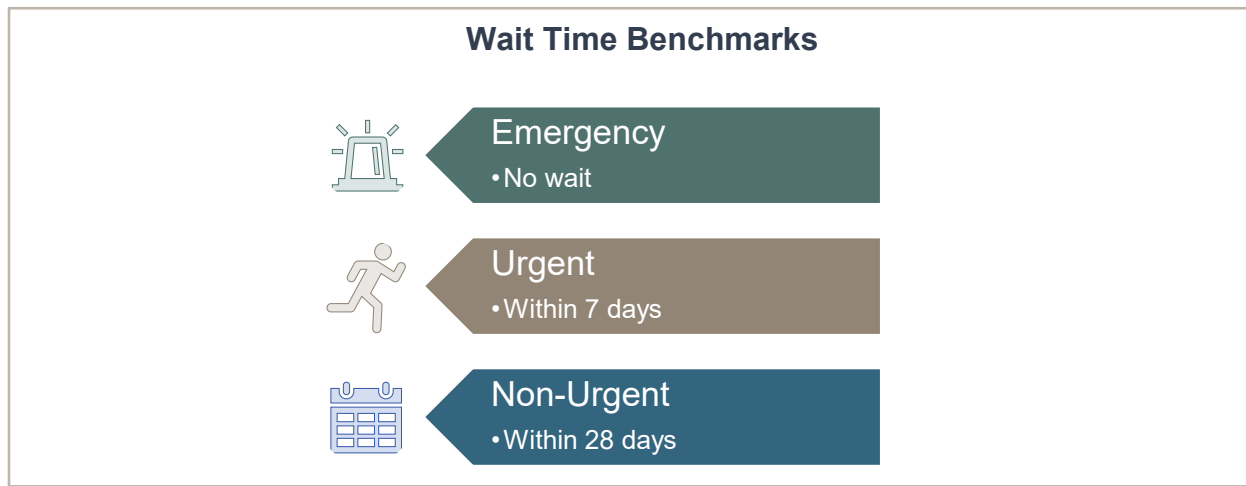 Wait Time Benchmarks
Emergency
•No wait
Urgent
•Within 7 days
Non-Urgent
•Within 28 days